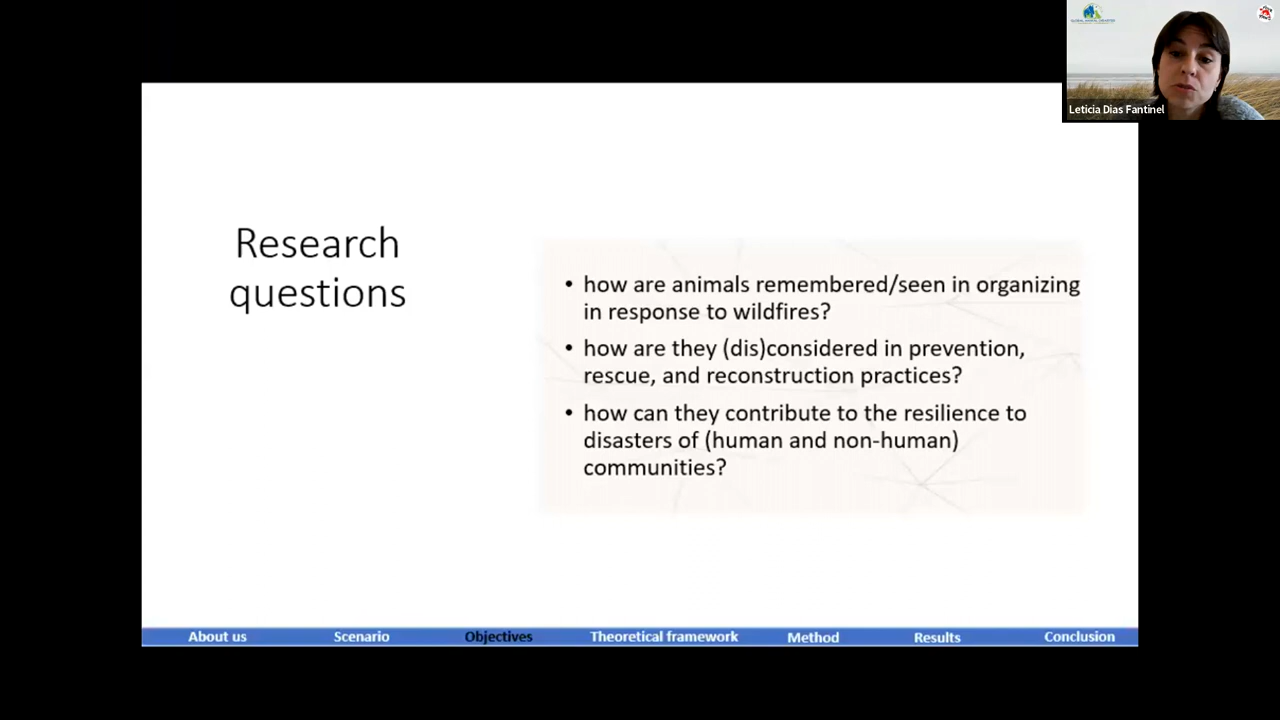 Leticia Dias Fantinel
Research
questions
• how are animals remembered/seen in organizing
in response to wildfires?
• how are they (dis)considered in prevention,
rescue, and reconstruction practices?
• how can they contribute to the resilience to
disasters of (human and non-human)
communities?
About us Scenario Objectives Theoretical framework Method Results Conclusion